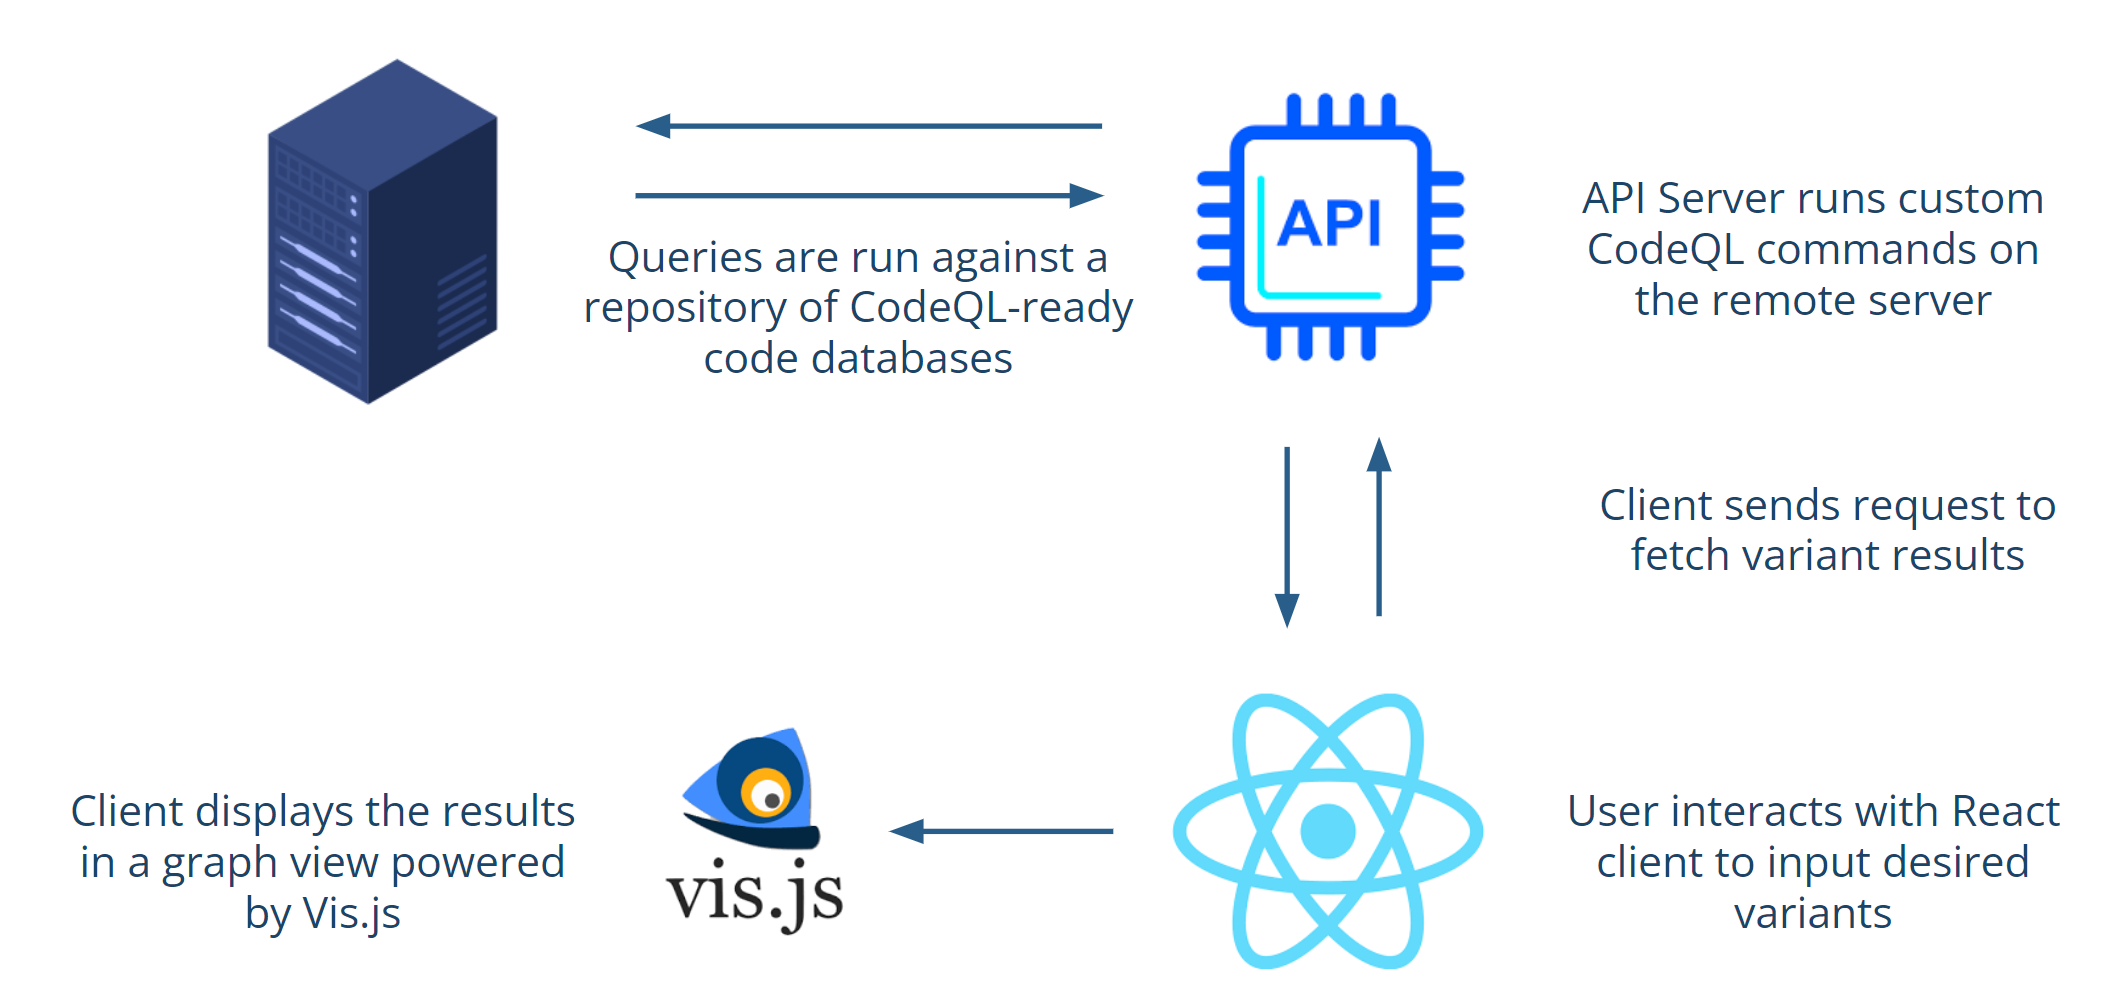 Queries are run against a
repository of CodeQL-ready
code databases
API
API Server runs custom
CodeQL commands on
the remote server
Client sends request to
fetch variant results
Client displays the results
in a graph view powered
by Vis.js
vis.js
User interacts with React
client to input desired
variants